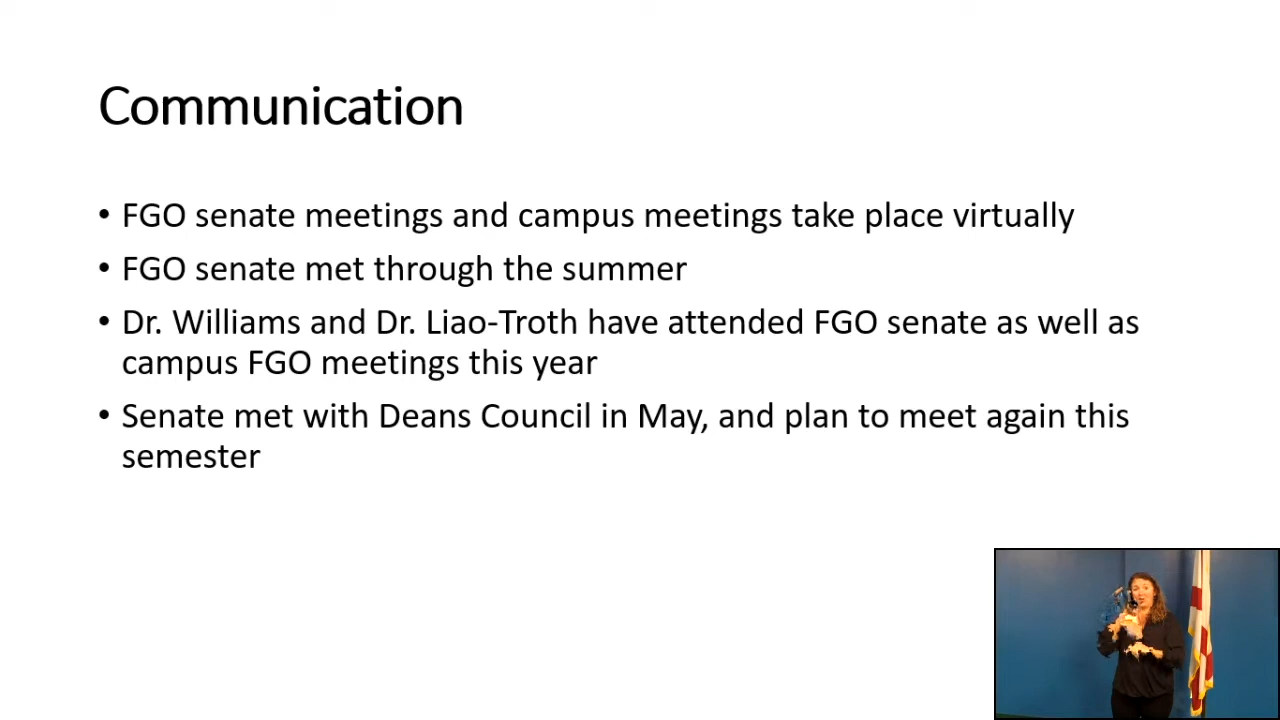 Communication
• FGO senate meetings and campus meetings take place virtually
• FGO senate met through the summer
• Dr. Williams and Dr. Liao-Troth have attended FGO senate as well as
campus FGO meetings this year
• Senate met with Deans Council in May, and plan to meet again this
semester